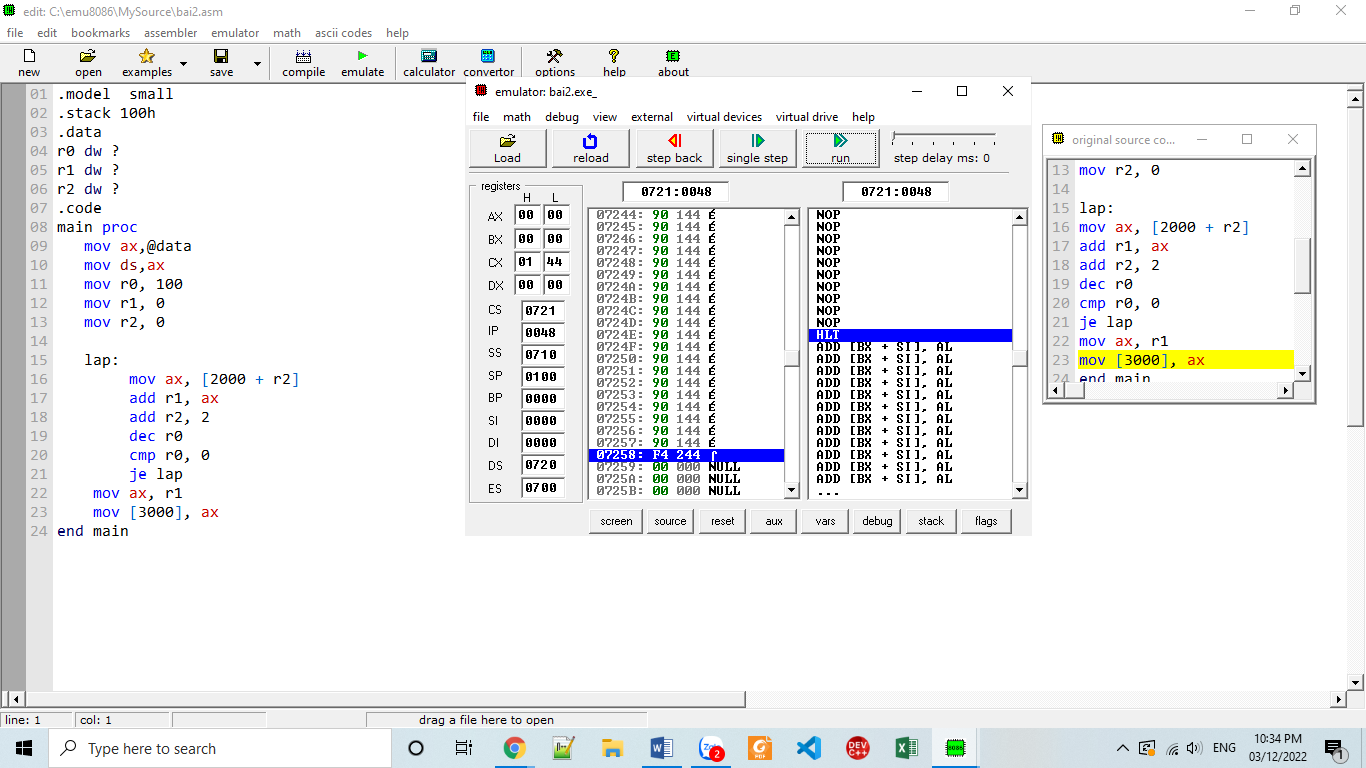 edit: C:\emu8086\MySource\bai2.asm
file edit bookmarks assembler emulator math ascii codes help
new open examples save compile emulate calculator convertor options help about
01 .model  small
02 .stack 100h
03 .data
04 r0 dw ?
05 r1 dw ?
06 r2 dw ?
07 .code
08 main proc
09    mov ax,@data
10    mov ds,ax
11    mov r0, 100
12    mov r1, 0
13    mov r2, 0
14
15    lap:
16         mov ax, [2000 + r2]
17         add r1, ax
18         add r2, 2
19         dec r0
20         cmp r0, 0
21         je lap
22     mov ax, r1
23     mov [3000], ax
24 end main
emulator: bai2.exe_
file math debug view external virtual devices virtual drive help
Load reload step back single step run step delay ms: 0
registers
H L
AX 00 00
BX 00 00
CX 01 44
DX 00 00
CS 0721
IP 0048
SS 0710
SP 0100
BP 0000
SI 0000
DI 0000
DS 0720
ES 0700
0721:0048
07244: 90 144 É
07245: 90 144 É
07246: 90 144 É
07247: 90 144 É
07248: 90 144 É
07249: 90 144 É
0724A: 90 144 É
0724B: 90 144 É
0724C: 90 144 É
0724D: 90 144 É
0724E: 90 144 É
0724F: 90 144 É
07250: 90 144 É
07251: 90 144 É
07252: 90 144 É
07253: 90 144 É
07254: 90 144 É
07255: 90 144 É
07256: 90 144 É
07257: 90 144 É
07258: F4 244 ⌠
07259: 00 000 NULL
0725A: 00 000 NULL
0725B: 00 000 NULL
0721:0048
NOP
NOP
NOP
NOP
NOP
NOP
NOP
NOP
NOP
NOP
HLT
ADD [BX + SI], AL
ADD [BX + SI], AL
ADD [BX + SI], AL
ADD [BX + SI], AL
ADD [BX + SI], AL
ADD [BX + SI], AL
ADD [BX + SI], AL
ADD [BX + SI], AL
ADD [BX + SI], AL
ADD [BX + SI], AL
ADD [BX + SI], AL
ADD [BX + SI], AL
...
screen source reset aux vars debug stack flags
original source co...
13 mov r2, 0
14
15 lap:
16 mov ax, [2000 + r2]
17 add r1, ax
18 add r2, 2
19 dec r0
20 cmp r0, 0
21 je lap
22 mov ax, r1
23 mov [3000], ax
24 end main
line: 1 col: 1 drag a file here to open
Type here to search
2
PDF
DEV C++
8086
ENG
10:34 PM
03/12/2022
1